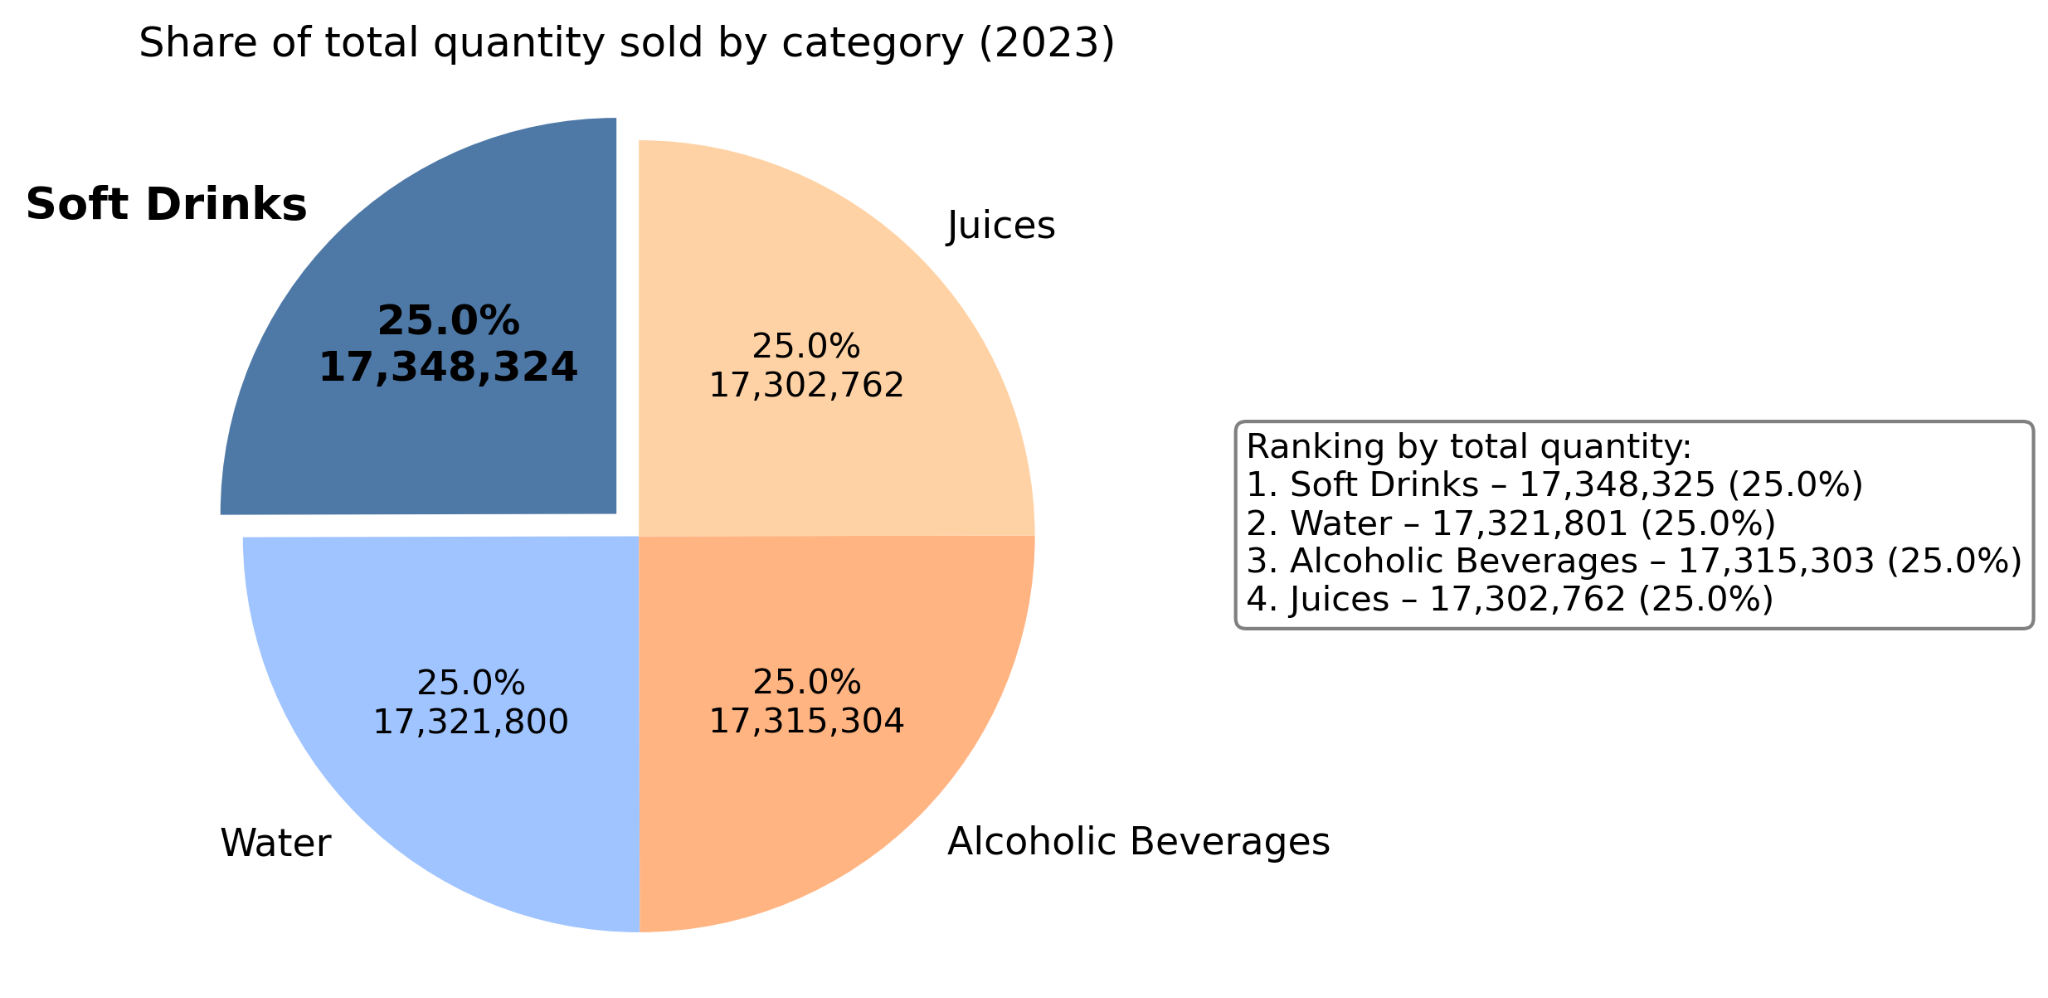 Share of total quantity sold by category (2023)
Soft Drinks
25.0%
17,348,324
Juices
25.0%
17,302,762
Water
25.0%
17,321,800
Alcoholic Beverages
25.0%
17,315,304
Ranking by total quantity:
1. Soft Drinks – 17,348,325 (25.0%)
2. Water – 17,321,801 (25.0%)
3. Alcoholic Beverages – 17,315,303 (25.0%)
4. Juices – 17,302,762 (25.0%)